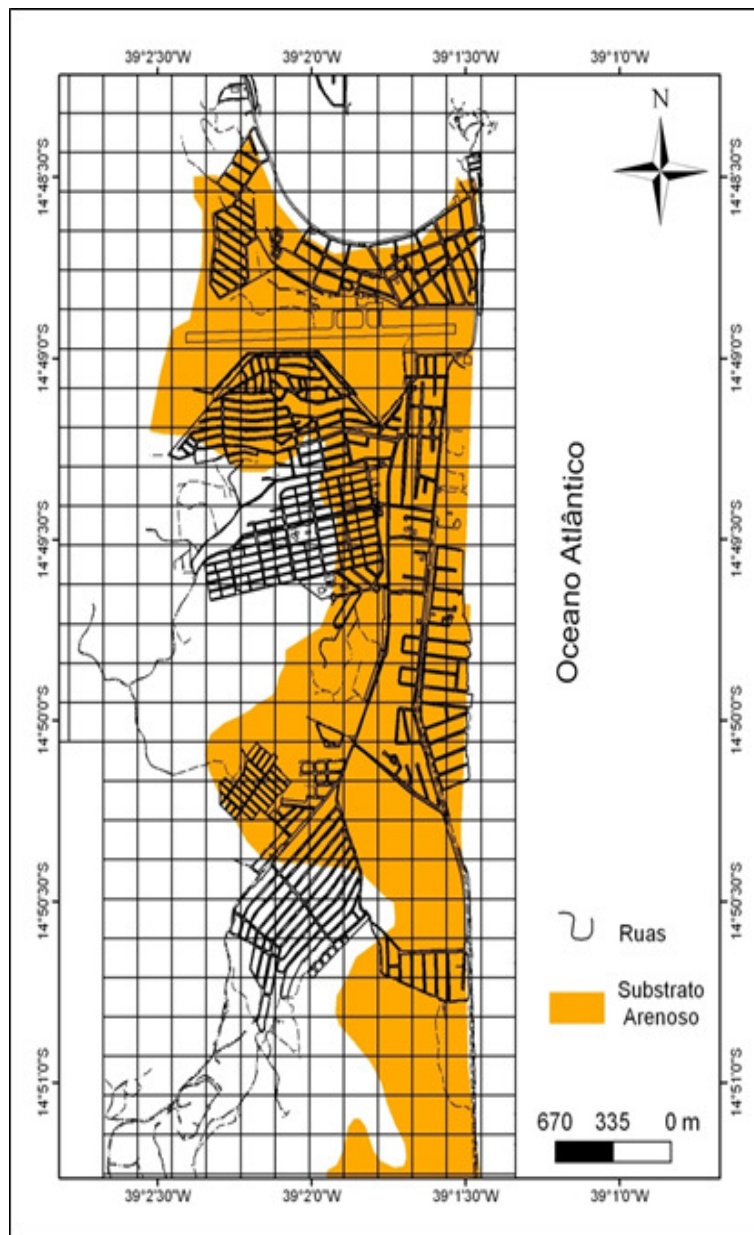 39°2'30"W 39°2'0"W 39°1'30"W 39°1'0"W
N
14°48'30"S 14°48'30"S
14°49'0"S 14°49'0"S
14°49'30"S 14°49'30"S
Oceano Atlântico
14°50'0"S 14°50'0"S
14°50'30"S 14°50'30"S
Ruas
Substrato
Arenoso
14°51'0"S 14°51'0"S
670 335 0 m
39°2'30"W 39°2'0"W 39°1'30"W 39°1'0"W